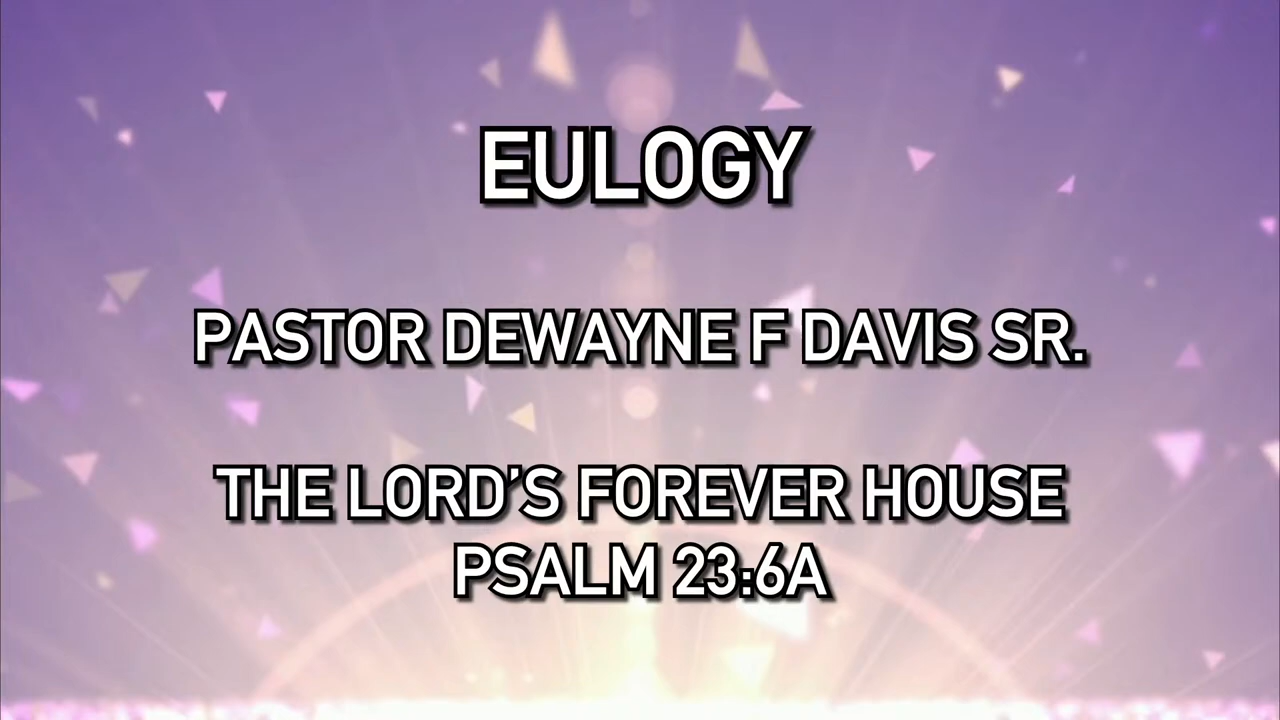 EULOGY
PASTOR DEWAYNE F DAVIS SR.
THE LORD’S FOREVER HOUSE
PSALM 23:6A